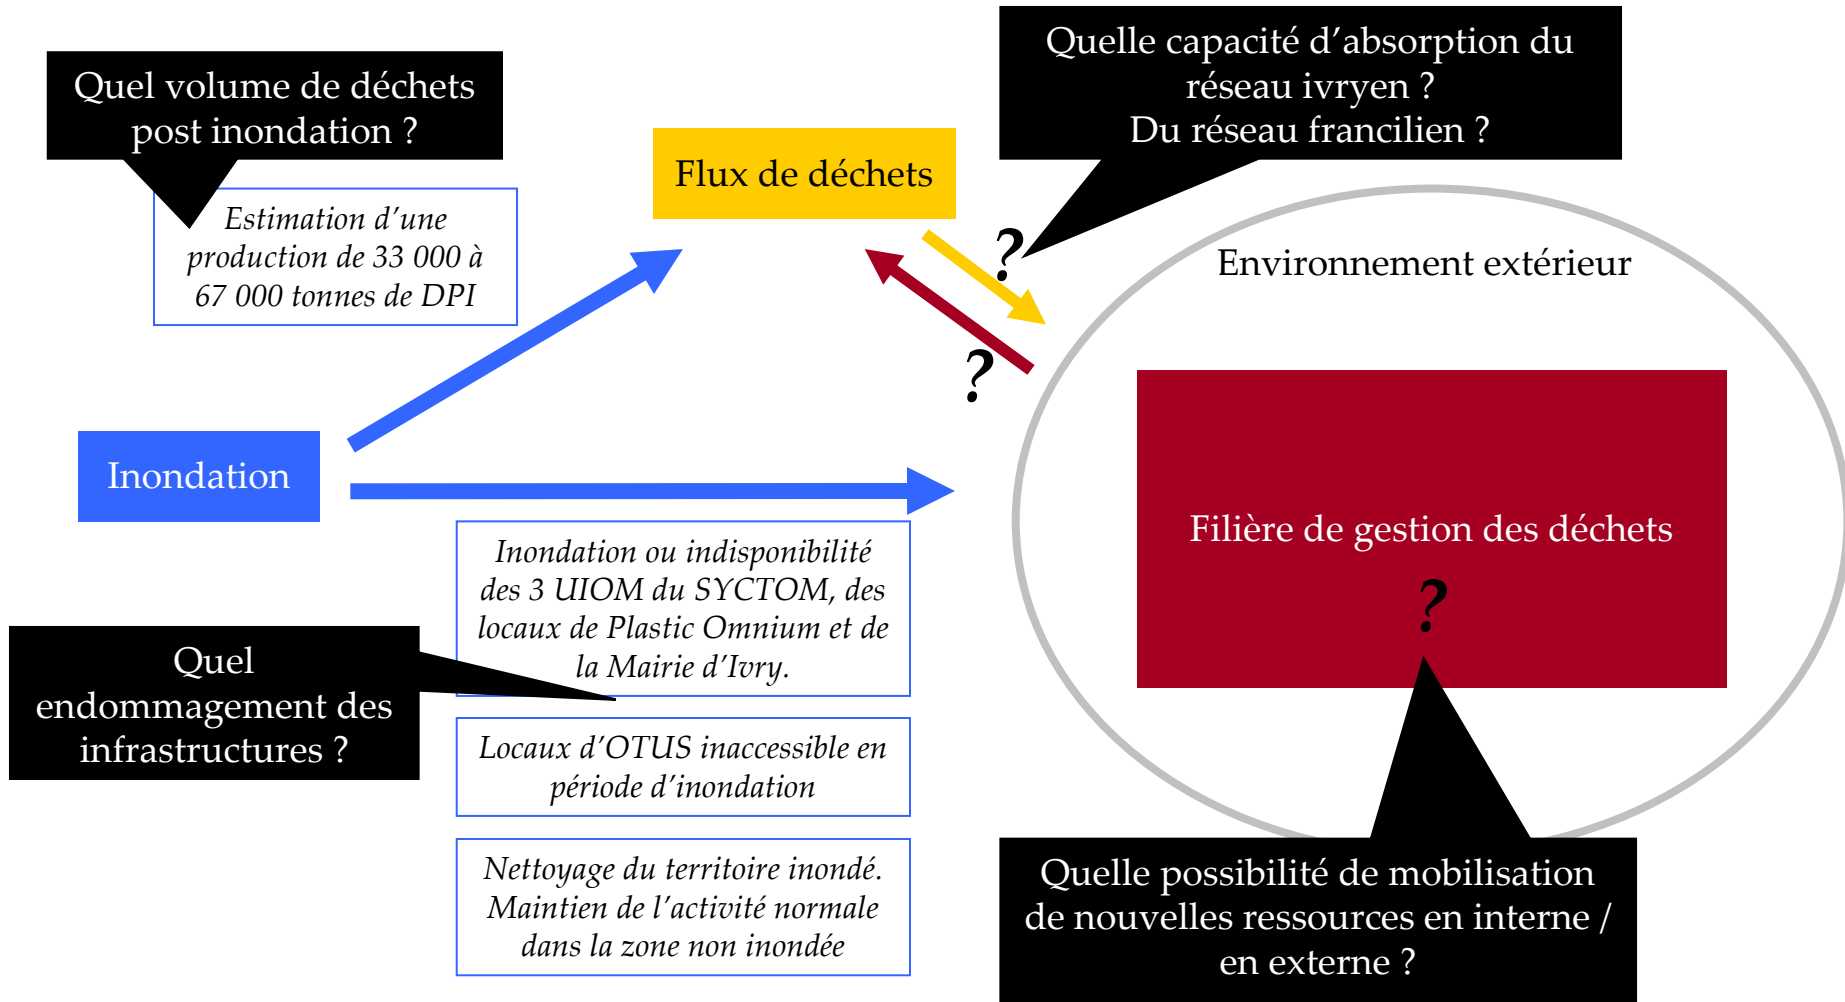 Quel volume de déchets
post inondation ?
Quelle capacité d’absorption du
réseau ivryen ?
Du réseau francilien ?
Flux de déchets
Estimation d’une
production de 33 000 à
67 000 tonnes de DPI
?
Environnement extérieur
?
Inondation
Filière de gestion des déchets
?
Inondation ou indisponibilité
des 3 UIOM du SYCTOM, des
locaux de Plastic Omnium et de
la Mairie d’Ivry.
Quel
endommagement des
infrastructures ?
Locaux d’OTUS inaccessible en
période d’inondation
Nettoyage du territoire inondé.
Maintien de l’activité normale
dans la zone non inondée
Quelle possibilité de mobilisation
de nouvelles ressources en interne /
en externe ?